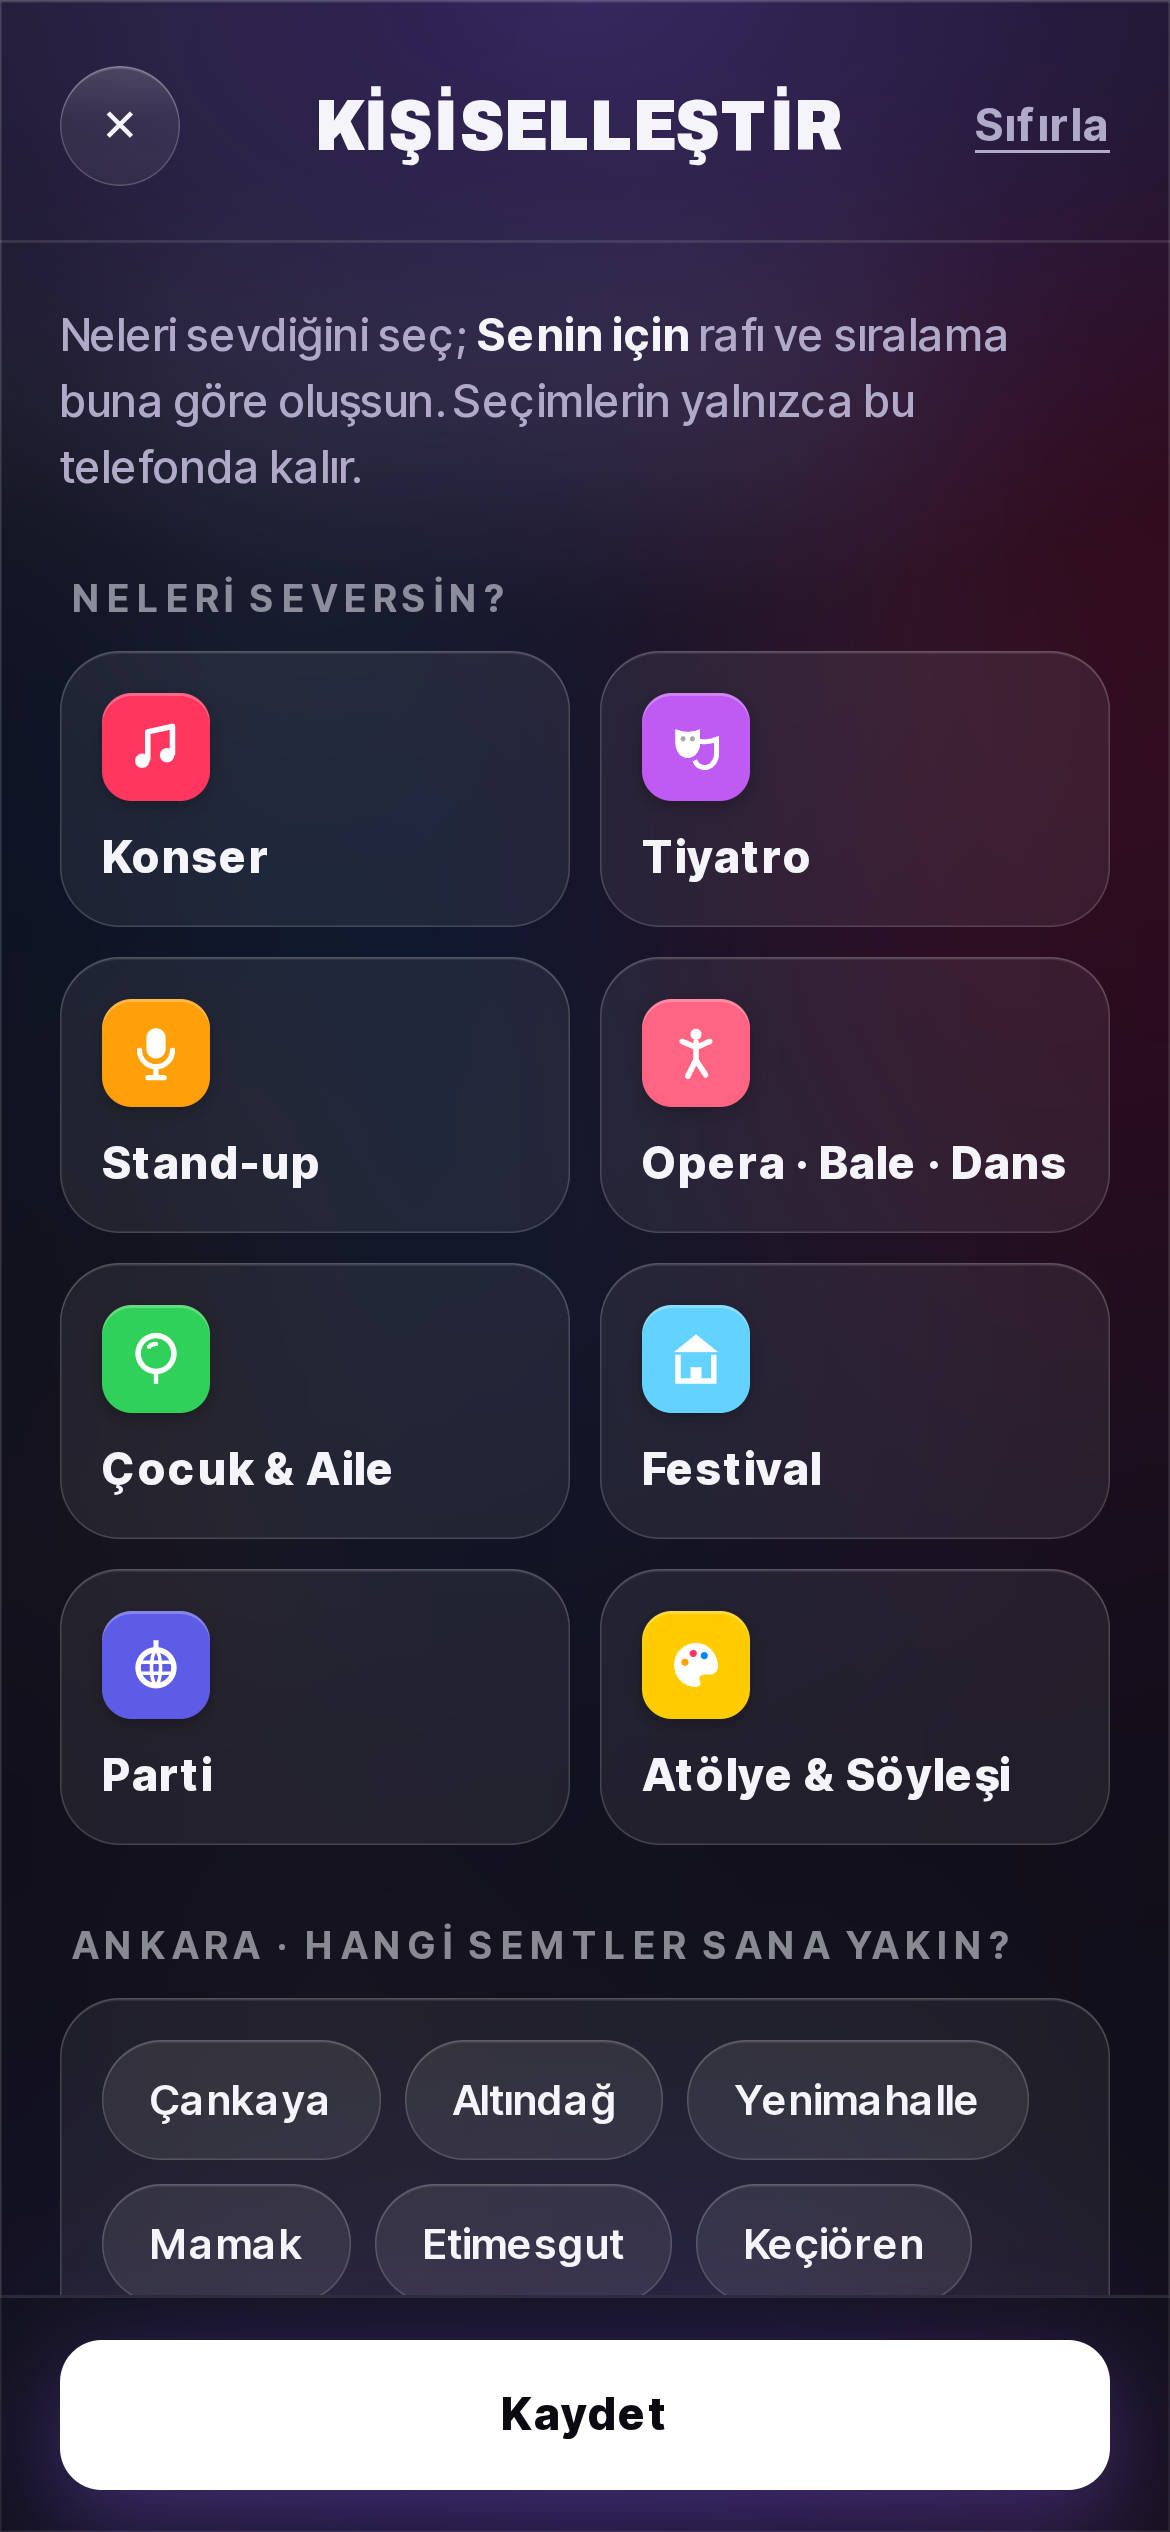 KİŞİSELLEŞTİR
Sıfırla
Neleri sevdiğini seç; Senin için rafı ve sıralama
buna göre oluşsun. Seçimlerin yalnızca bu
telefonda kalır.
NELERİ SEVERSİN?
Konser
Tiyatro
Stand-up
Opera · Bale · Dans
Çocuk & Aile
Festival
Parti
Atölye & Söyleşi
ANKARA · HANGİ SEMTLER SANA YAKIN?
Çankaya
Altındağ
Yenimahalle
Mamak
Etimesgut
Keçiören
Kaydet